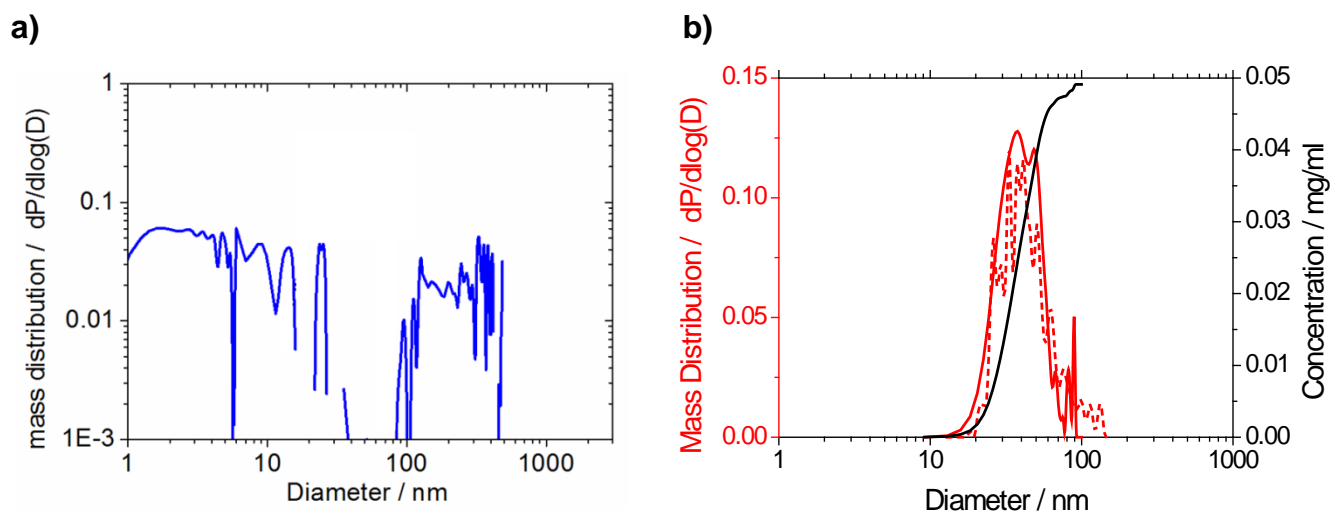 a)
mass distribution / dP/dlog(D)
1
0.1
0.01
1E-3
1
10
100
1000
Diameter / nm
b)
Mass Distribution / dP/dlog(D)
0.15
0.10
0.05
0.00
1
10
100
1000
Diameter / nm
0.05
0.04
0.03
0.02
0.01
0.00
Concentration / mg/ml